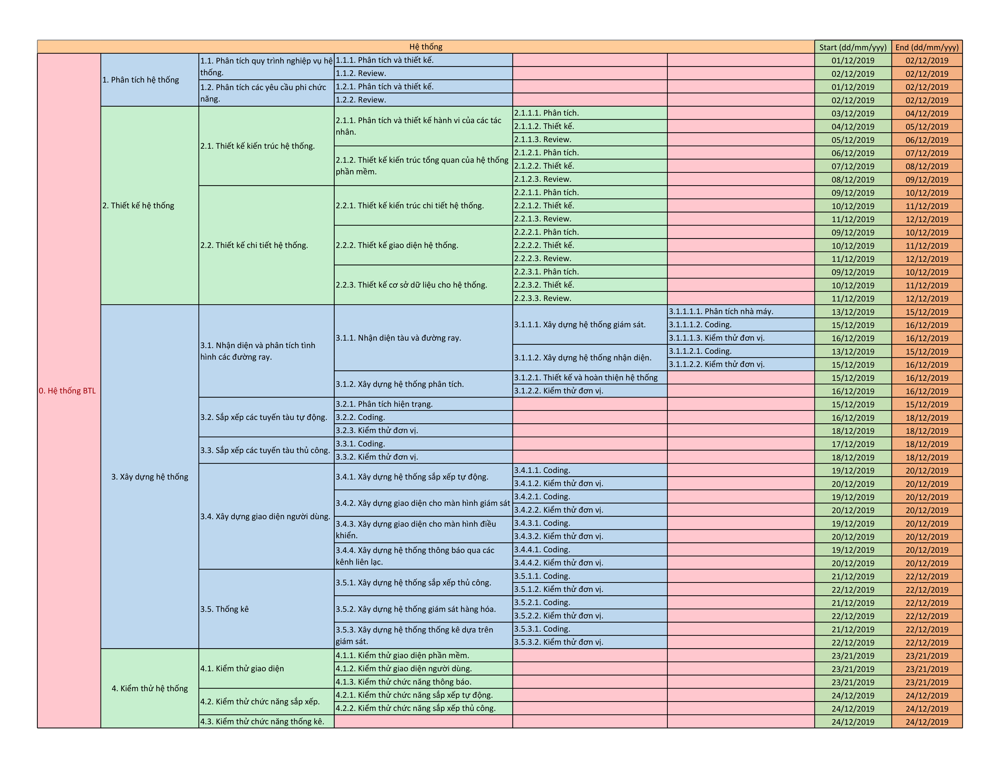 Hệ thống Start (dd/mm/yyy) End (dd/mm/yyy)
0. Hệ thống BTL
1. Phân tích hệ thống
1.1. Phân tích quy trình nghiệp vụ hệ
thống.
1.1.1. Phân tích và thiết kế. 01/12/2019 02/12/2019
1.1.2. Review. 02/12/2019 02/12/2019
1.2. Phân tích các yêu cầu phi chức
năng.
1.2.1. Phân tích và thiết kế. 01/12/2019 02/12/2019
1.2.2. Review. 02/12/2019 02/12/2019
2. Thiết kế hệ thống
2.1. Thiết kế kiến trúc hệ thống.
2.1.1. Phân tích và thiết kế hành vi của các tác
nhân.
2.1.1.1. Phân tích. 03/12/2019 04/12/2019
2.1.1.2. Thiết kế. 04/12/2019 05/12/2019
2.1.1.3. Review. 05/12/2019 06/12/2019
2.1.2. Thiết kế kiến trúc tổng quan của hệ thống
phần mềm.
2.1.2.1. Phân tích. 06/12/2019 07/12/2019
2.1.2.2. Thiết kế. 07/12/2019 08/12/2019
2.1.2.3. Review. 08/12/2019 09/12/2019
2.2. Thiết kế chi tiết hệ thống.
2.2.1. Thiết kế kiến trúc chi tiết hệ thống.
2.2.1.1. Phân tích. 09/12/2019 10/12/2019
2.2.1.2. Thiết kế. 10/12/2019 11/12/2019
2.2.1.3. Review. 11/12/2019 12/12/2019
2.2.2. Thiết kế giao diện hệ thống.
2.2.2.1. Phân tích. 09/12/2019 10/12/2019
2.2.2.2. Thiết kế. 10/12/2019 11/12/2019
2.2.2.3. Review. 11/12/2019 12/12/2019
2.2.3. Thiết kế cơ sở dữ liệu cho hệ thống.
2.2.3.1. Phân tích. 09/12/2019 10/12/2019
2.2.3.2. Thiết kế. 10/12/2019 11/12/2019
2.2.3.3. Review. 11/12/2019 12/12/2019
3. Xây dựng hệ thống
3.1. Nhận diện và phân tích tình
hình các đường ray.
3.1.1. Nhận diện tàu và đường ray.
3.1.1.1. Xây dựng hệ thống giám sát.
3.1.1.1.1. Phân tích nhà máy. 13/12/2019 15/12/2019
3.1.1.1.2. Coding. 15/12/2019 16/12/2019
3.1.1.1.3. Kiểm thử đơn vị. 16/12/2019 16/12/2019
3.1.1.2. Xây dựng hệ thống nhận diện.
3.1.1.2.1. Coding. 13/12/2019 15/12/2019
3.1.1.2.2. Kiểm thử đơn vị. 15/12/2019 16/12/2019
3.1.2. Xây dựng hệ thống phân tích.
3.1.2.1. Thiết kế và hoàn thiện hệ thống 15/12/2019 16/12/2019
3.1.2.2. Kiểm thử đơn vị. 16/12/2019 16/12/2019
3.2. Sắp xếp các tuyến tàu tự động.
3.2.1. Phân tích hiện trạng. 15/12/2019 15/12/2019
3.2.2. Coding. 16/12/2019 18/12/2019
3.2.3. Kiểm thử đơn vị. 18/12/2019 18/12/2019
3.3. Sắp xếp các tuyến tàu thủ công.
3.3.1. Coding. 17/12/2019 18/12/2019
3.3.2. Kiểm thử đơn vị. 18/12/2019 18/12/2019
3.4. Xây dựng giao diện người dùng.
3.4.1. Xây dựng hệ thống sắp xếp tự động.
3.4.1.1. Coding. 19/12/2019 20/12/2019
3.4.1.2. Kiểm thử đơn vị. 20/12/2019 20/12/2019
3.4.2. Xây dựng giao diện cho màn hình giám sát
3.4.2.1. Coding. 19/12/2019 20/12/2019
3.4.2.2. Kiểm thử đơn vị. 20/12/2019 20/12/2019
3.4.3. Xây dựng giao diện cho màn hình điều
khiển.
3.4.3.1. Coding. 19/12/2019 20/12/2019
3.4.3.2. Kiểm thử đơn vị. 20/12/2019 20/12/2019
3.4.4. Xây dựng hệ thống thông báo qua các
kênh liên lạc.
3.4.4.1. Coding. 19/12/2019 20/12/2019
3.4.4.2. Kiểm thử đơn vị. 20/12/2019 20/12/2019
3.5. Thống kê
3.5.1. Xây dựng hệ thống sắp xếp thủ công.
3.5.1.1. Coding. 21/12/2019 22/12/2019
3.5.1.2. Kiểm thử đơn vị. 22/12/2019 22/12/2019
3.5.2. Xây dựng hệ thống giám sát hàng hóa.
3.5.2.1. Coding. 21/12/2019 22/12/2019
3.5.2.2. Kiểm thử đơn vị. 22/12/2019 22/12/2019
3.5.3. Xây dựng hệ thống thống kê dựa trên
giám sát.
3.5.3.1. Coding. 21/12/2019 22/12/2019
3.5.3.2. Kiểm thử đơn vị. 22/12/2019 22/12/2019
4. Kiểm thử hệ thống
4.1. Kiểm thử giao diện
4.1.1. Kiểm thử giao diện phần mềm. 23/21/2019 23/21/2019
4.1.2. Kiểm thử giao diện người dùng. 23/21/2019 23/21/2019
4.1.3. Kiểm thử chức năng thông báo. 23/21/2019 23/21/2019
4.2. Kiểm thử chức năng sắp xếp.
4.2.1. Kiểm thử chức năng sắp xếp tự động. 24/12/2019 24/12/2019
4.2.2. Kiểm thử chức năng sắp xếp thủ công. 24/12/2019 24/12/2019
4.3. Kiểm thử chức năng thống kê. 24/12/2019 24/12/2019